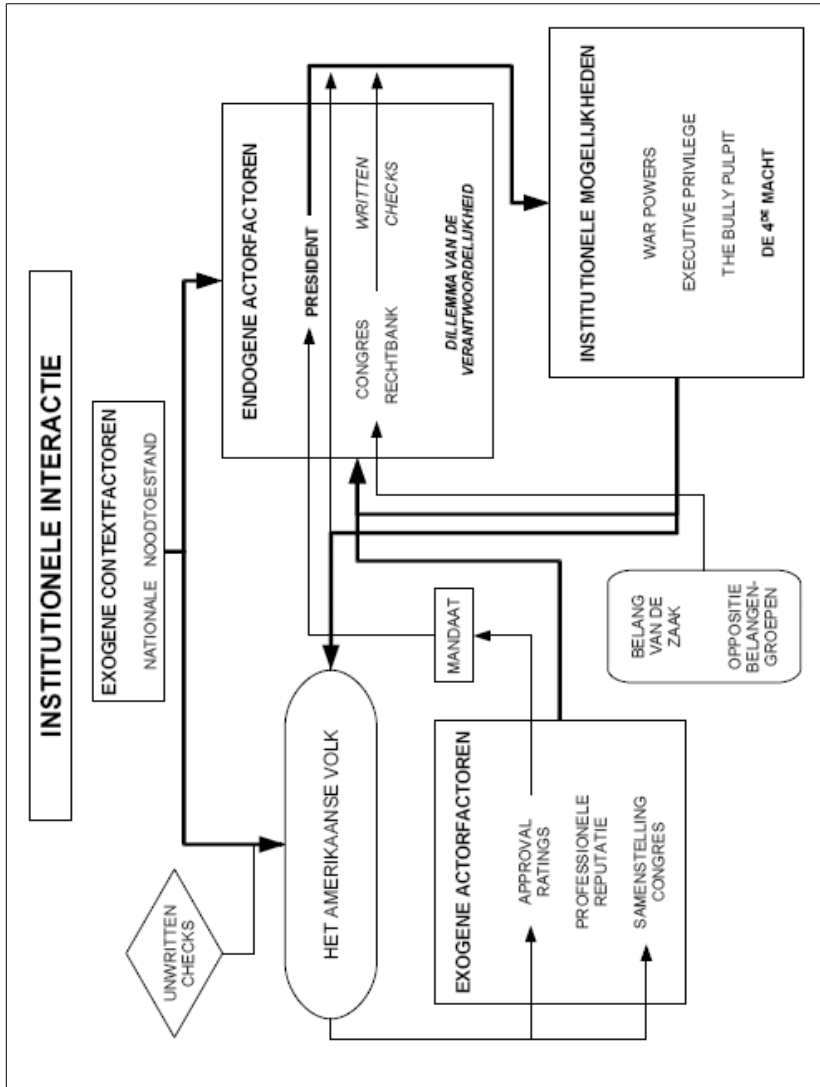 INSTITUTIONELE INTERACTIE
EXOGENE CONTEXTFACTOREN
NATIONALE NOODTOESTAND
UNWRITTEN
CHECKS
HET AMERIKAANSE VOLK
ENDOGENE ACTORFACTOREN
PRESIDENT
CONGRES
RECHTBANK
WRITTEN
CHECKS
DILLEMMA VAN DE
VERANTWOORDELIJKHEID
MANDAAT
EXOGENE ACTORFACTOREN
APPROVAL
RATINGS
PROFESSIONELE
REPUTATIE
SAMENSTELLING
CONGRES
BELANG
VAN DE
ZAAK
OPPOSITIE
BELANGEN-
GROEPEN
INSTITUTIONELE MOGELIJKHEDEN
WAR POWERS
EXECUTIVE PRIVILEGE
THE BULLY PULPIT
DE 4DE MACHT